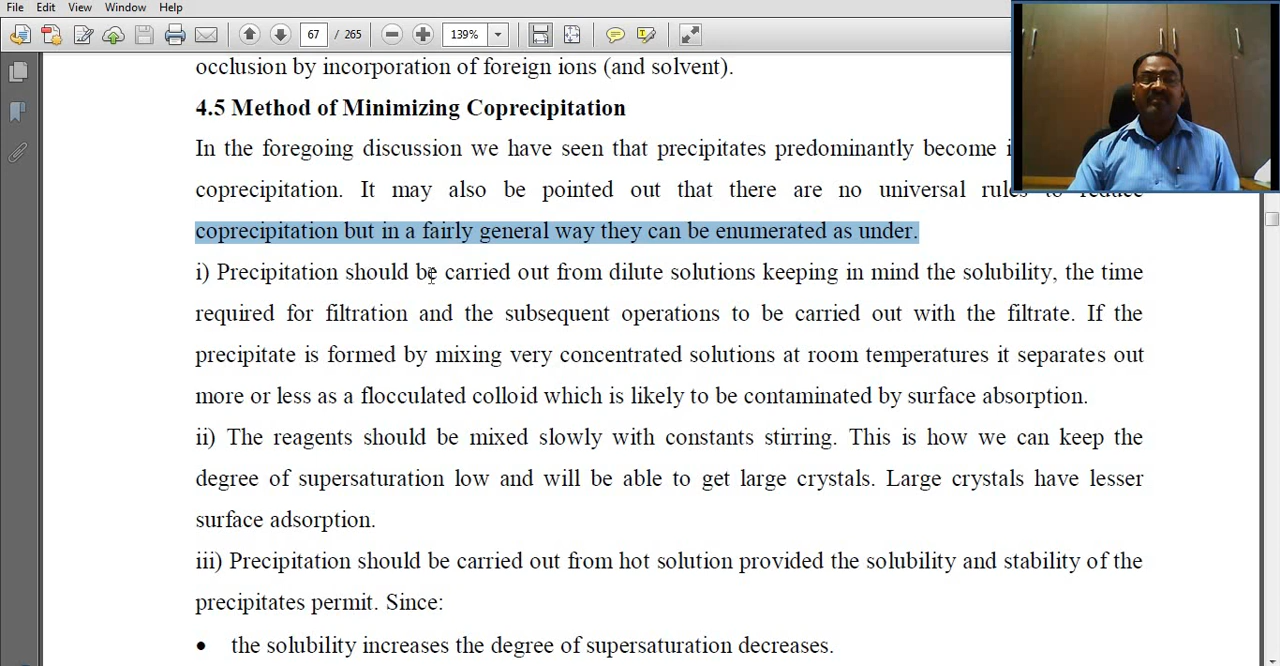 File Edit View Window Help
67 / 265 139%
occlusion by incorporation of foreign ions (and solvent).
4.5 Method of Minimizing Coprecipitation
In the foregoing discussion we have seen that precipitates predominantly become
coprecipitation. It may also be pointed out that there are no universal rules to reduce
coprecipitation but in a fairly general way they can be enumerated as under.
i) Precipitation should be carried out from dilute solutions keeping in mind the solubility, the time
required for filtration and the subsequent operations to be carried out with the filtrate. If the
precipitate is formed by mixing very concentrated solutions at room temperatures it separates out
more or less as a flocculated colloid which is likely to be contaminated by surface absorption.
ii) The reagents should be mixed slowly with constants stirring. This is how we can keep the
degree of supersaturation low and will be able to get large crystals. Large crystals have lesser
surface adsorption.
iii) Precipitation should be carried out from hot solution provided the solubility and stability of the
precipitates permit. Since:
• the solubility increases the degree of supersaturation decreases.